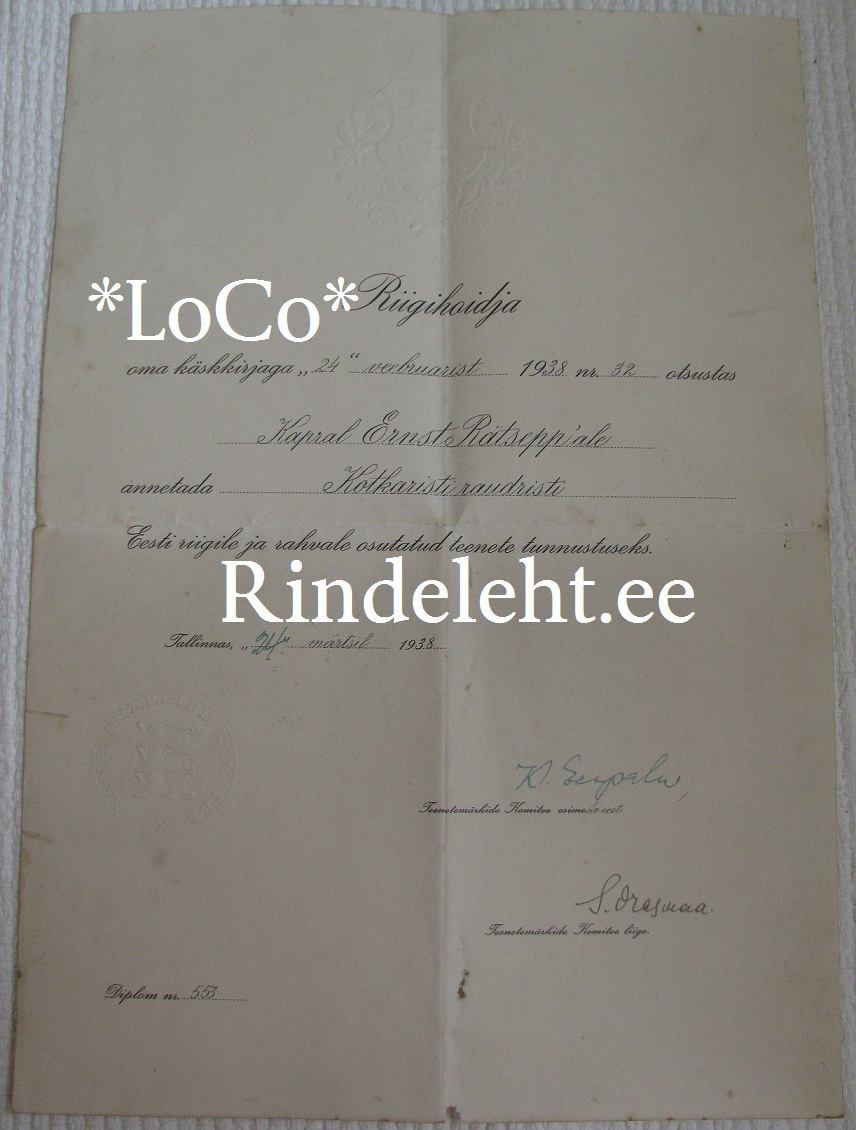 *LoCo*
Riigihoidja
oma käskkirjaga „24“ veebruarist 1938 nr. 32 otsustas
Kapral Ernst Rätsepp'ale
annetada Kotkaristi raudristi
Eesti riigile ja rahvale osutatud teenete tunnustuseks.
Rindeleht.ee
Tallinnas, „24.“ märtsil 1938
K. Eenpalu,
Teenetemärkide Komitee esimehe eest
J. Orasmaa.
Teenetemärkide Komitee liige.
Diplom nr. 553